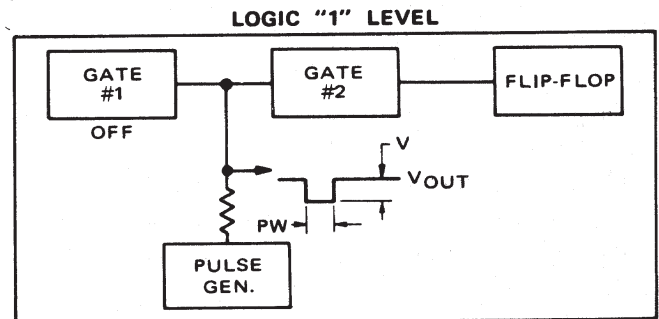 LOGIC "1" LEVEL
GATE
#1
OFF
GATE
#2
FLIP-FLOP
V
VOUT
PW
PULSE
GEN.